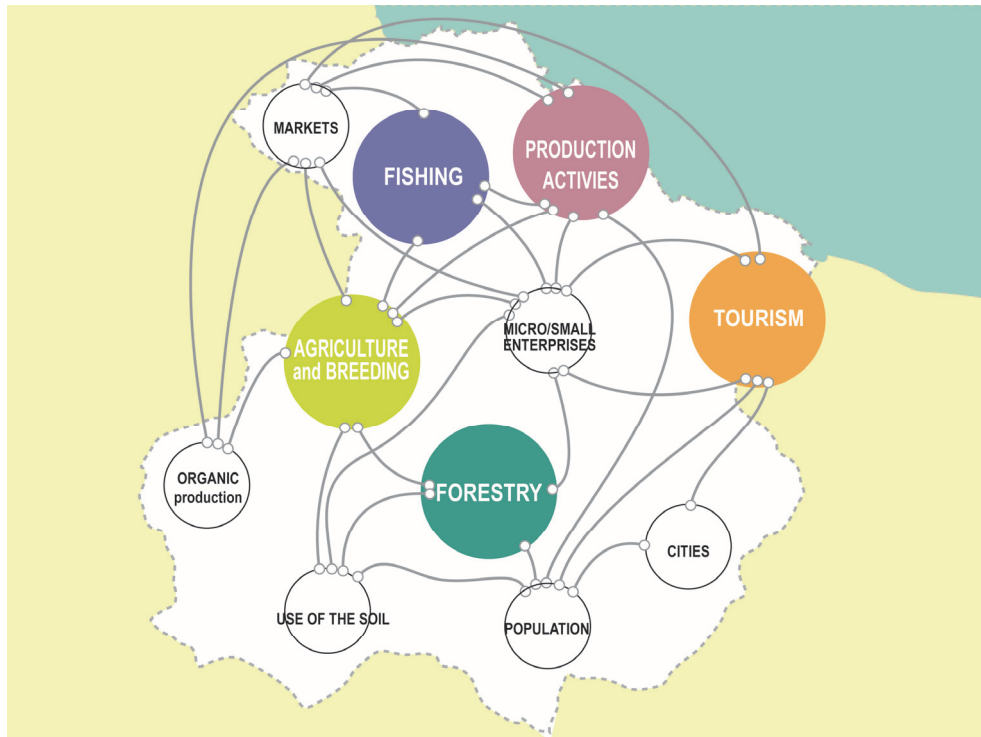 MARKETS
FISHING
PRODUCTION
ACTIVIES
TOURISM
MICRO/SMALL
ENTERPRISES
AGRICULTURE
and BREEDING
ORGANIC
production
FORESTRY
CITIES
USE OF THE SOIL
POPULATION